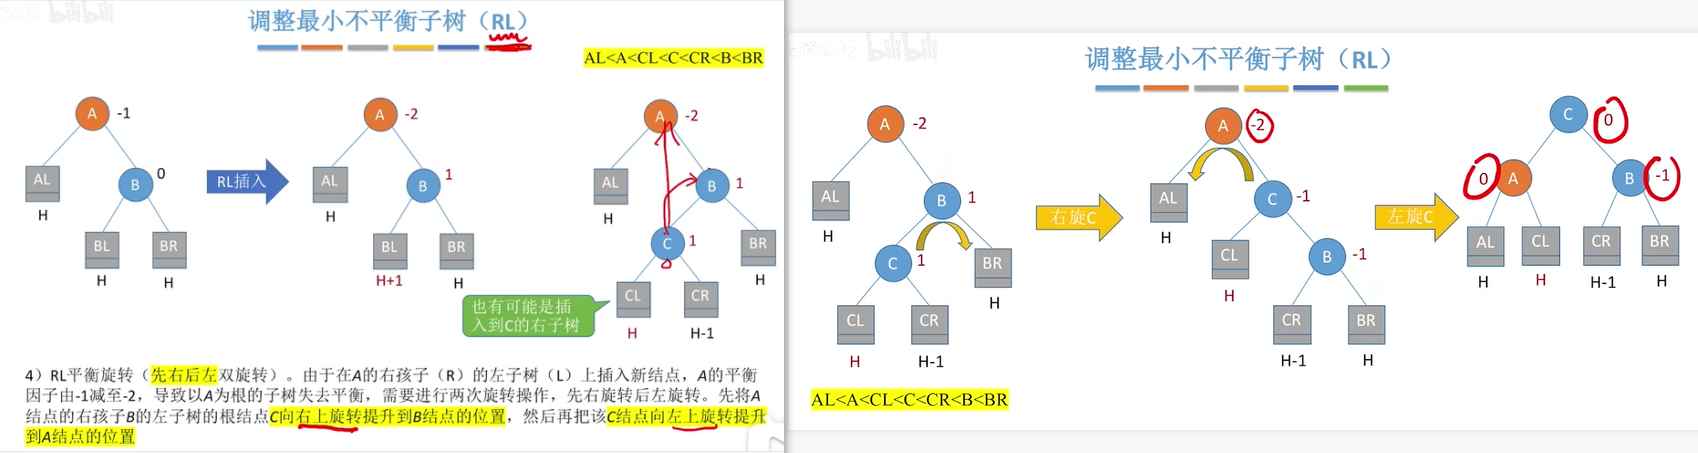 调整最小不平衡子树（RL）
AL<A<CL<C<CR<B<BR
A
-1
AL
H
B
0
BL
H
BR
H
RL插入
A
-2
AL
H
B
1
BL
H+1
BR
H
A
-2
AL
H
B
1
C
1
BR
H
CL
H
CR
H-1
也有可能是插
入到C的右子树
4）RL平衡旋转（先右后左双旋转）。由于在A的右孩子（R）的左子树（L）上插入新结点，A的平衡
因子由-1减至-2，导致以A为根的子树失去平衡，需要进行两次旋转操作，先右旋转后左旋转。先将A
结点的右孩子B的左子树的根结点C向右上旋转提升到B结点的位置，然后再把该C结点向左上旋转提升
到A结点的位置
bilibili
调整最小不平衡子树（RL）
A
-2
AL
H
B
1
C
1
BR
H
CL
H
CR
H-1
AL<A<CL<C<CR<B<BR
右旋C
A
-2
AL
H
C
-1
CL
H
B
-1
CR
H-1
BR
H
左旋C
C
0
0
A
B
-1
AL
H
CL
H
CR
H-1
BR
H